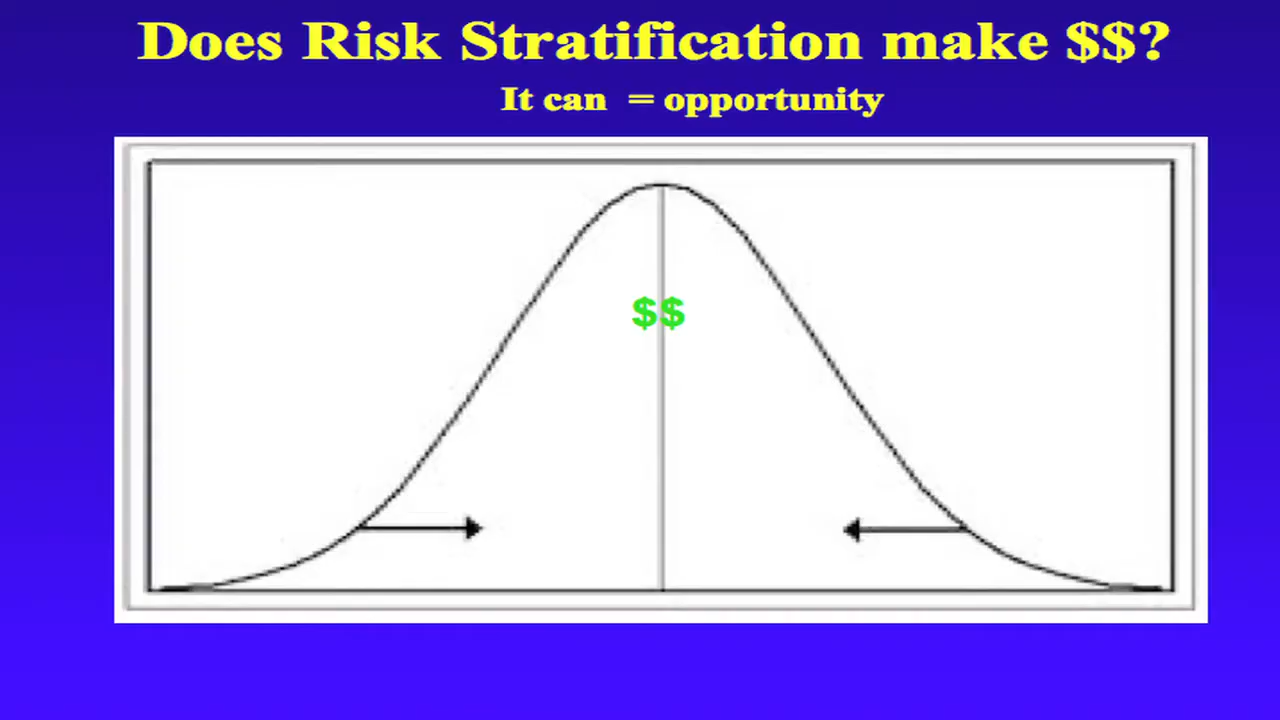 Does Risk Stratification make $$?
It can = opportunity
$$